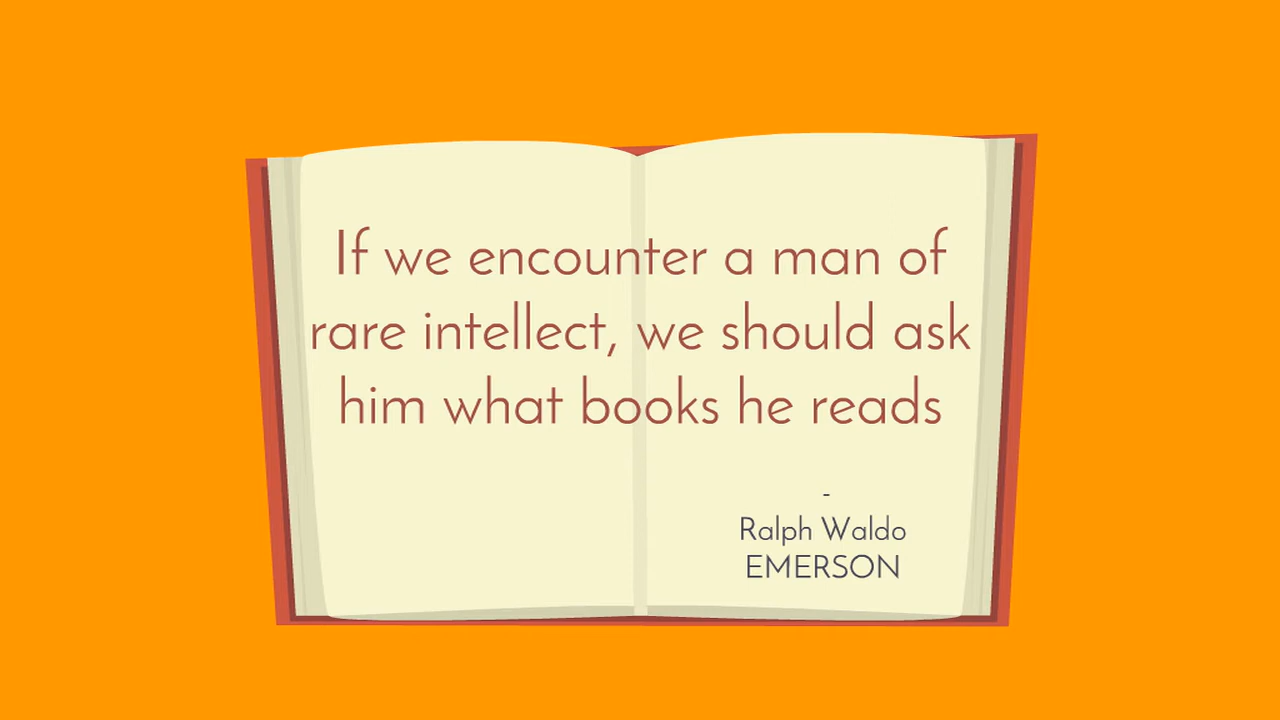 If we encounter a man of
rare intellect, we should ask
him what books he reads
-
Ralph Waldo
EMERSON